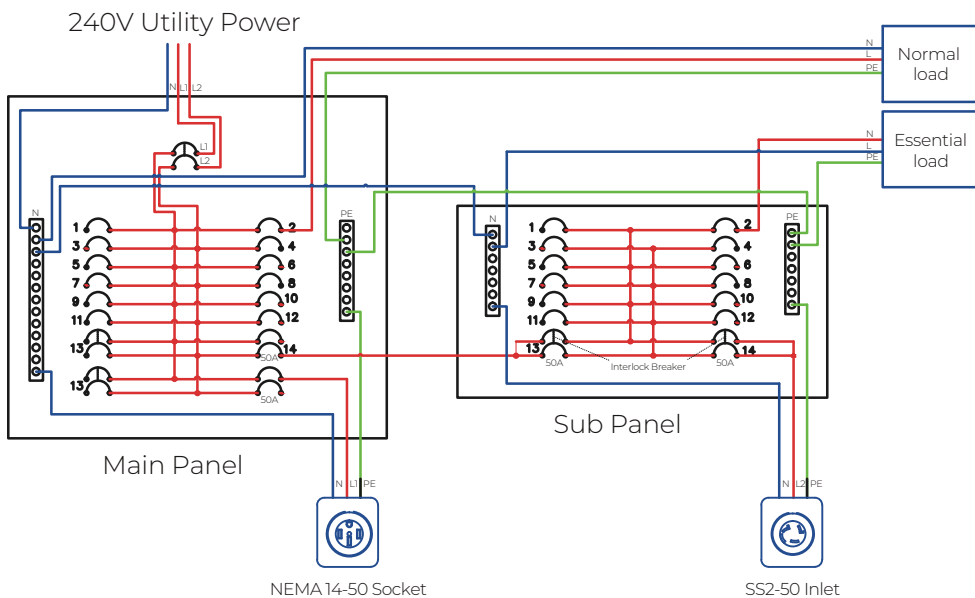 240V Utility Power
N L1 L2
L1
L2
N
L
PE
Normal
load
N
L
PE
Essential
load
N
PE
1
2
3
4
5
6
7
8
9
10
11
12
13
14
50A
13
50A
Main Panel
N
PE
1
2
3
4
5
6
7
8
9
10
11
12
13
14
50A
Interlock Breaker
50A
Sub Panel
N L1 PE
NEMA 14-50 Socket
N L2 PE
SS2-50 Inlet